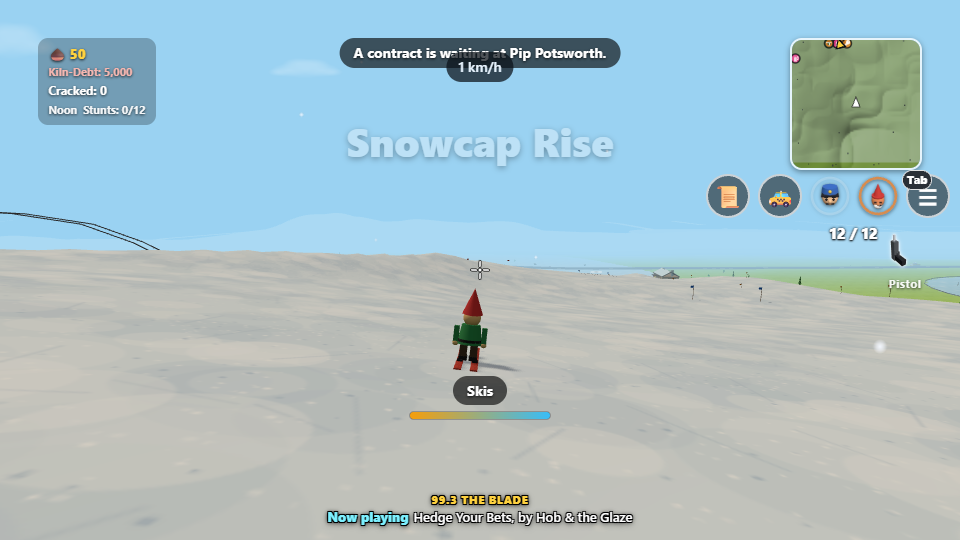 50
Kiln-Debt: 5,000
Cracked: 0
Noon Stunts: 0/12
A contract is waiting at Pip Potsworth.
1 km/h
Snowcap Rise
Tab
12 / 12
Pistol
Skis
99.3 THE BLADE
Now playing Hedge Your Bets, by Hob & the Glaze